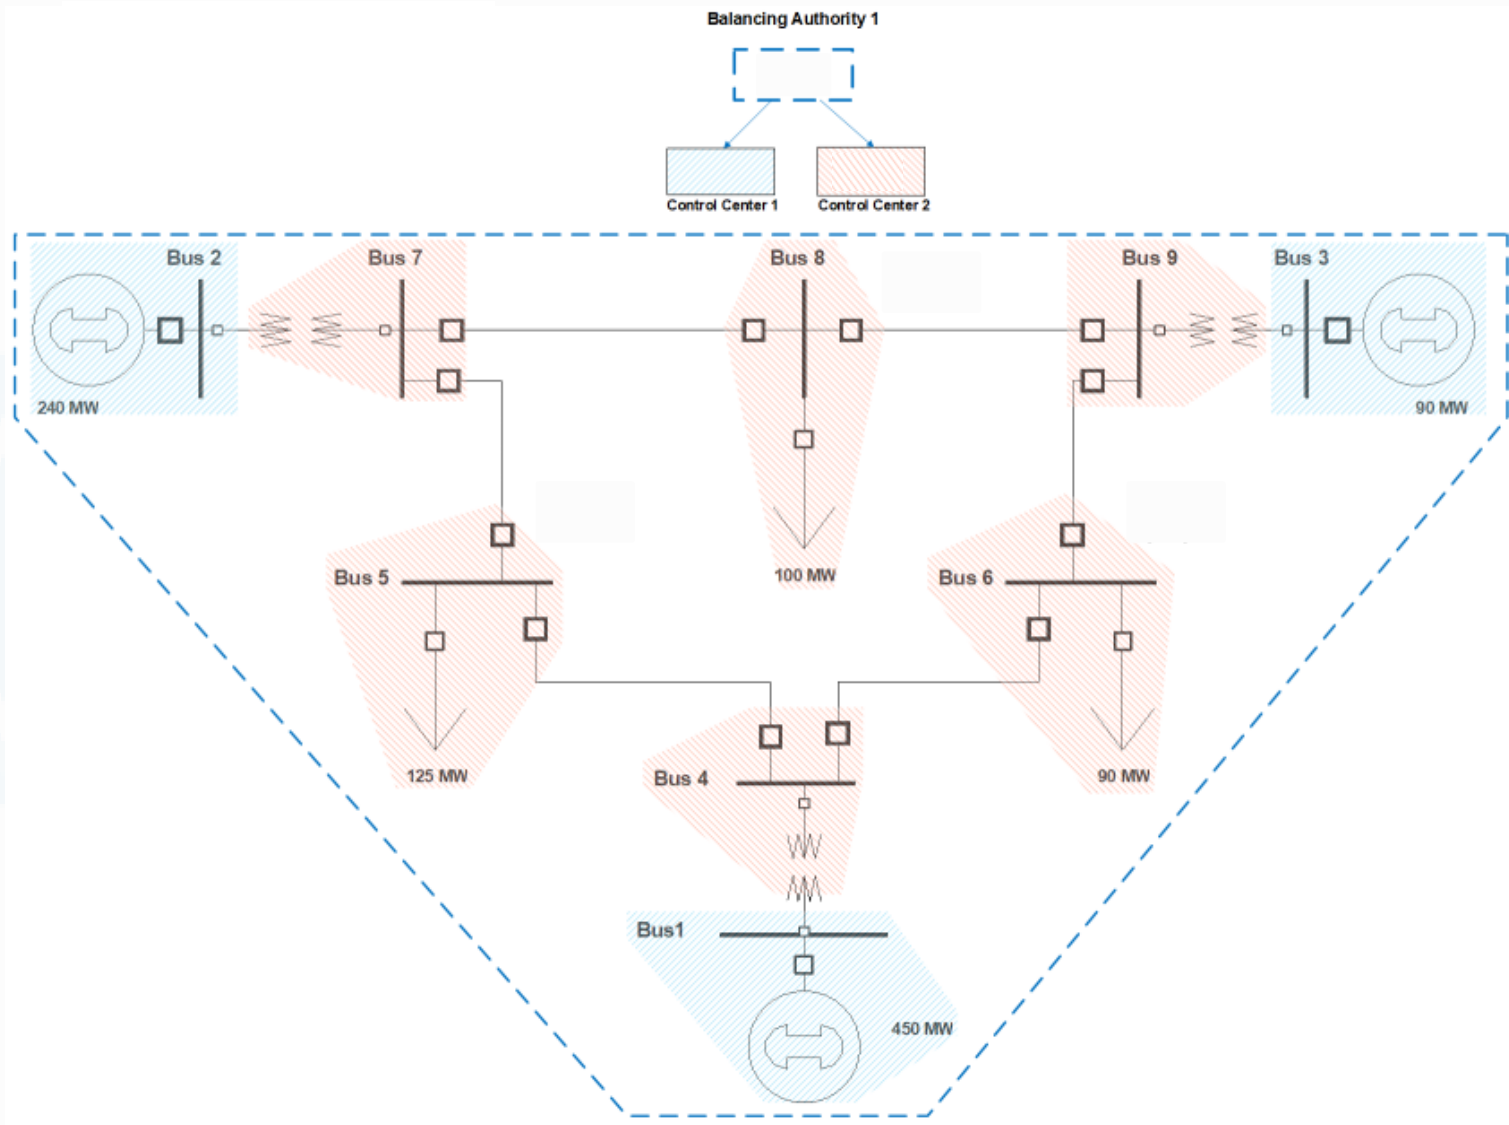 Balancing Authority 1
Control Center 1
Control Center 2
Bus 2
Bus 7
Bus 8
Bus 9
Bus 3
240 MW
90 MW
Bus 5
100 MW
Bus 6
125 MW
Bus 4
90 MW
Bus1
450 MW